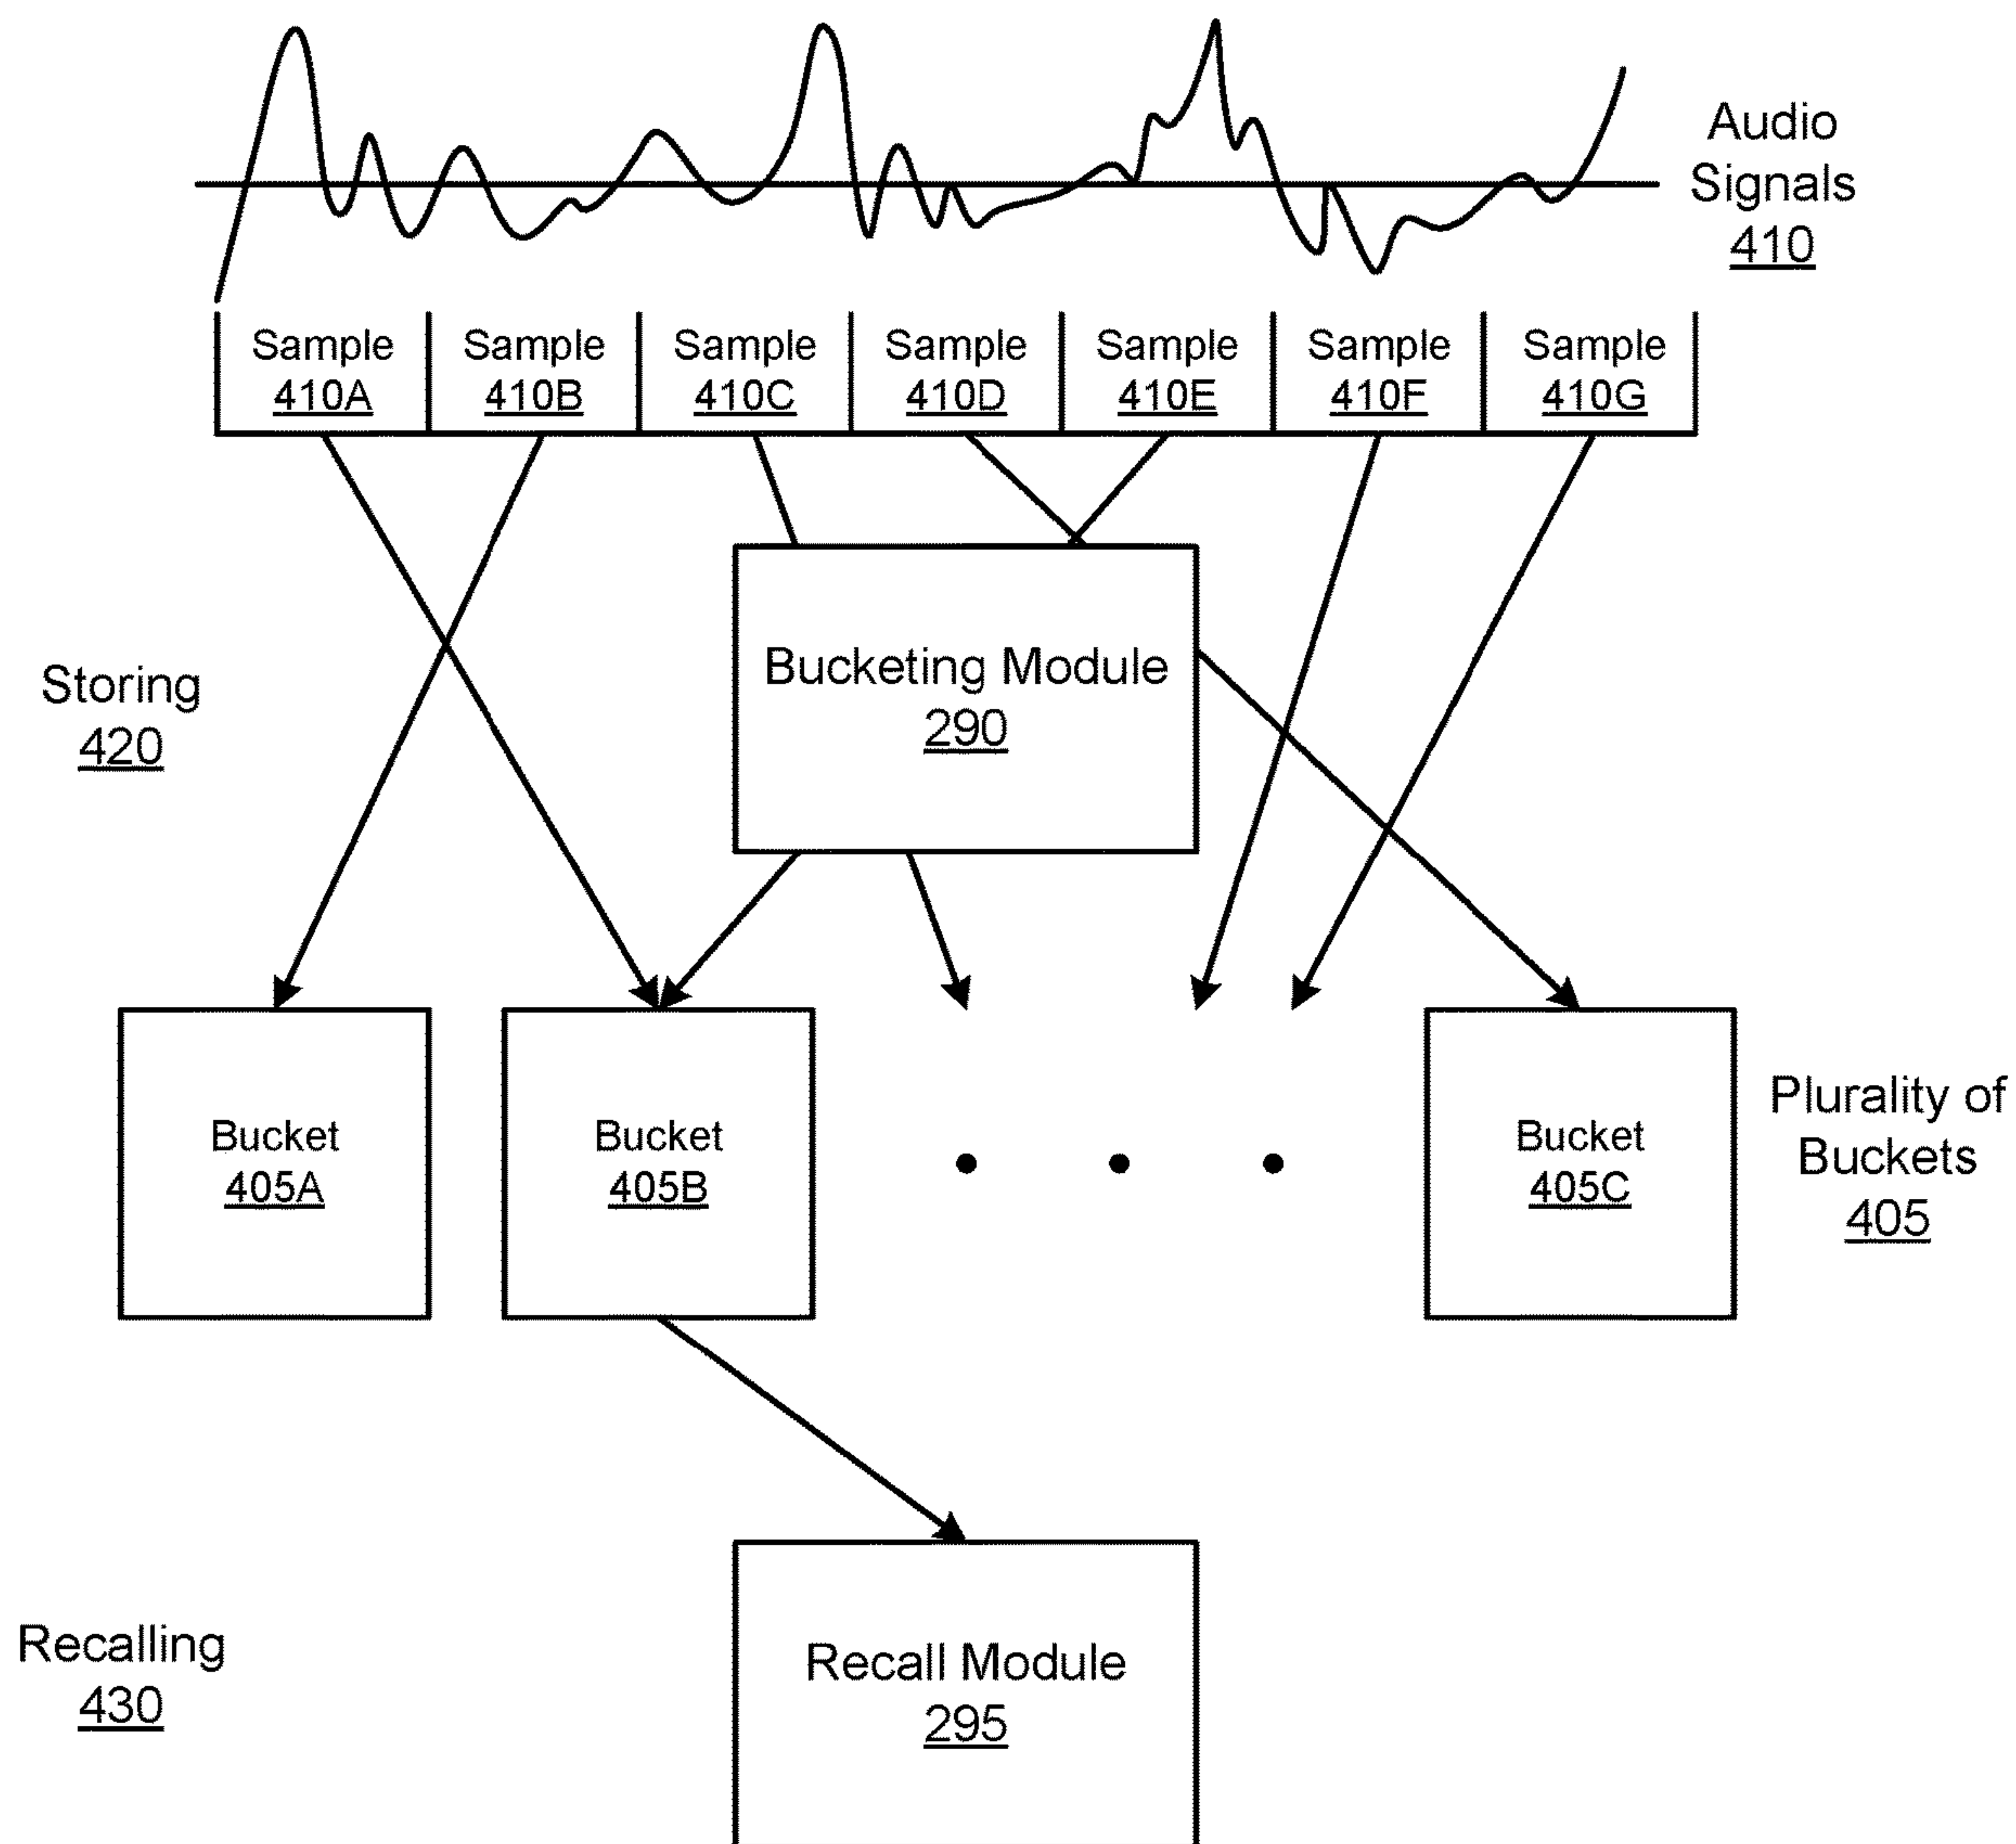 Audio
Signals
410
Sample
410A
Sample
410B
Sample
410C
Sample
410D
Sample
410E
Sample
410F
Sample
410G
Storing
420
Bucketing Module
290
Bucket
405A
Bucket
405B
Bucket
405C
Plurality of
Buckets
405
Recalling
430
Recall Module
295